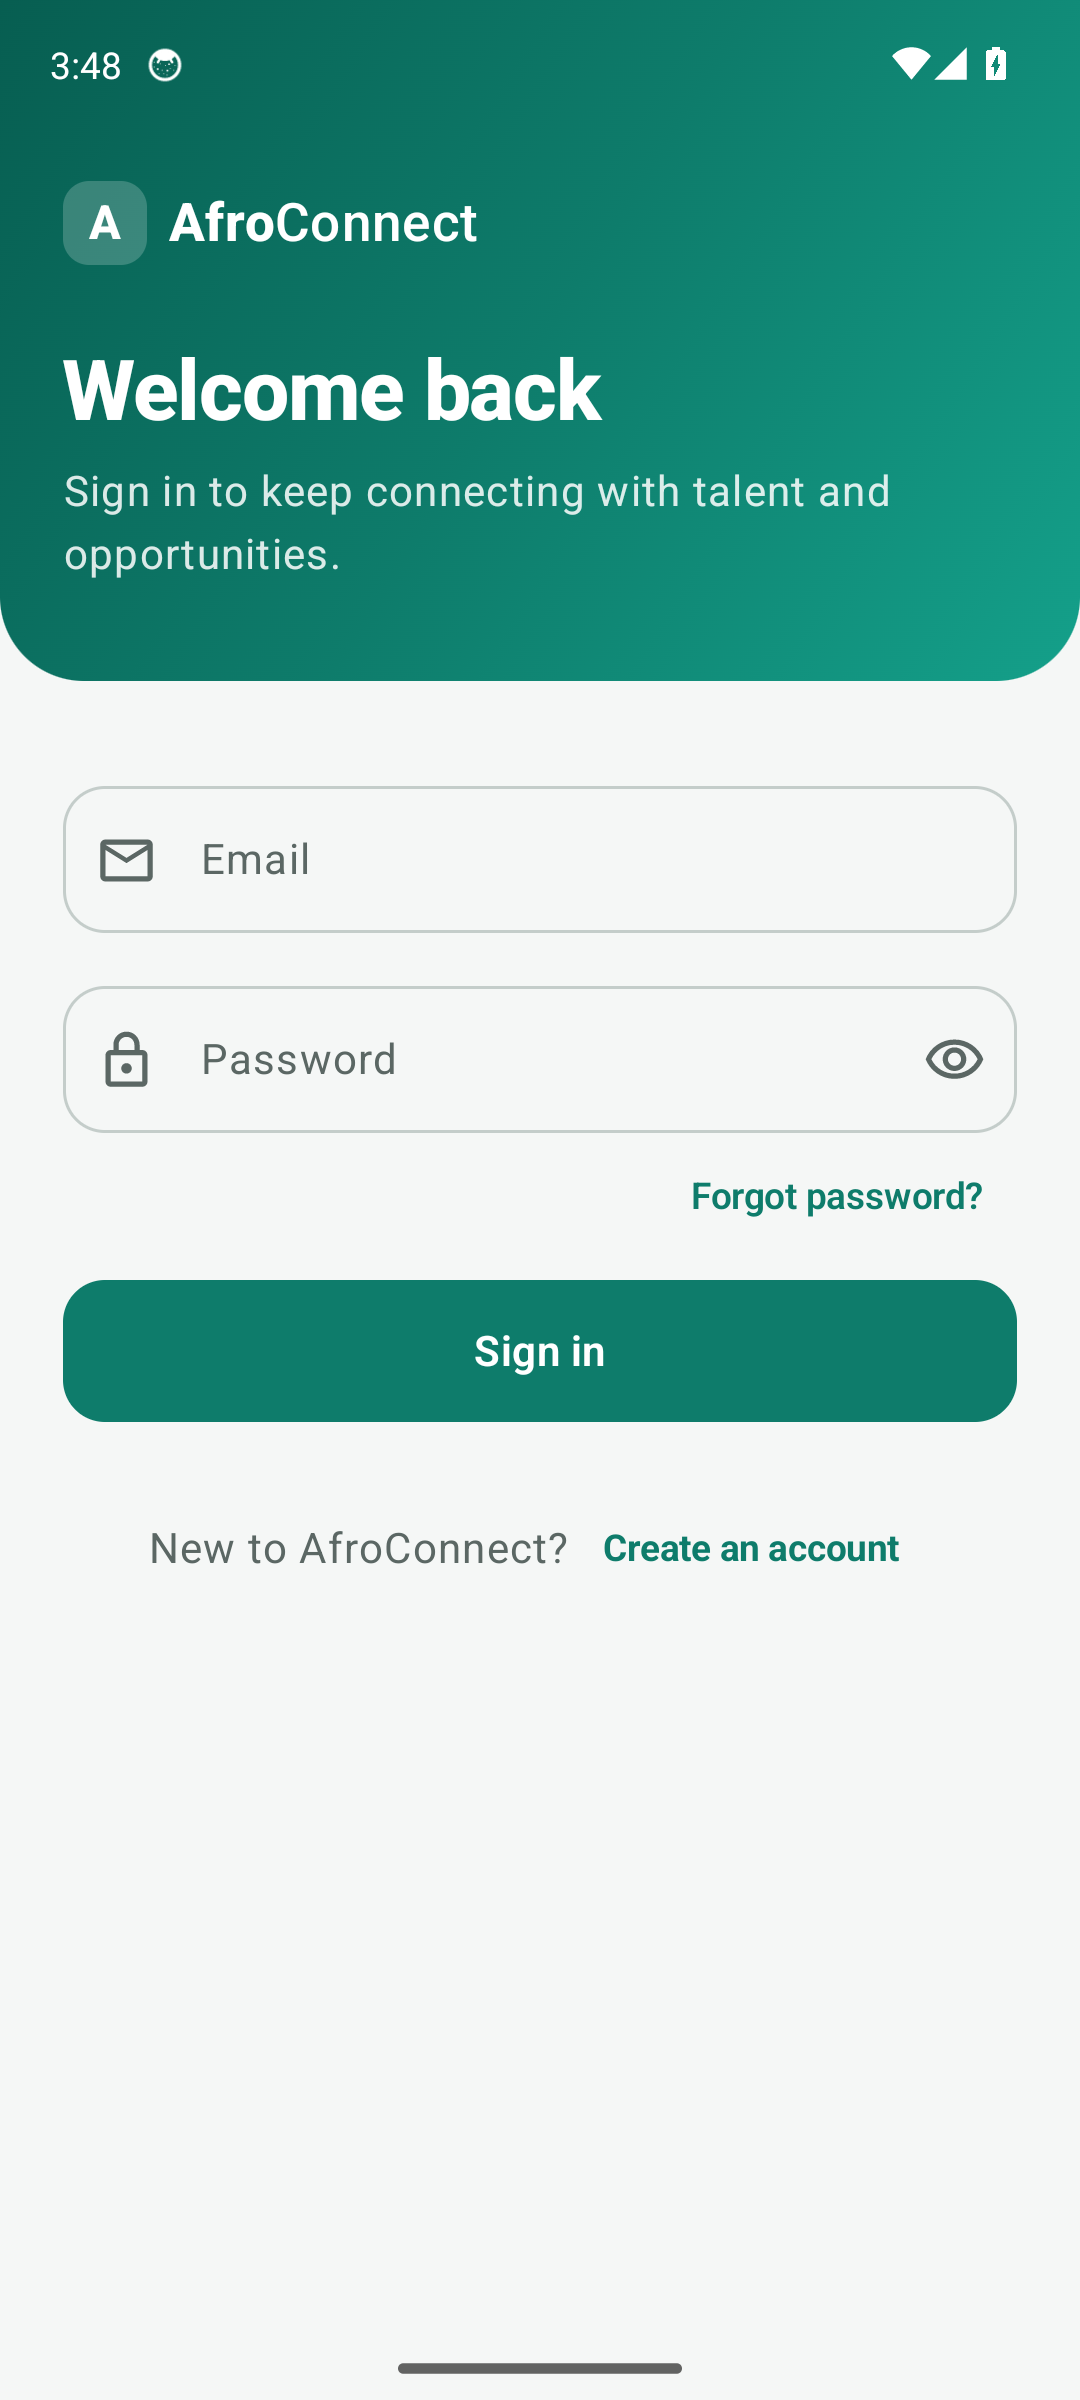 3:48
A AfroConnect
Welcome back
Sign in to keep connecting with talent and
opportunities.
Email
Password
Forgot password?
Sign in
New to AfroConnect? Create an account